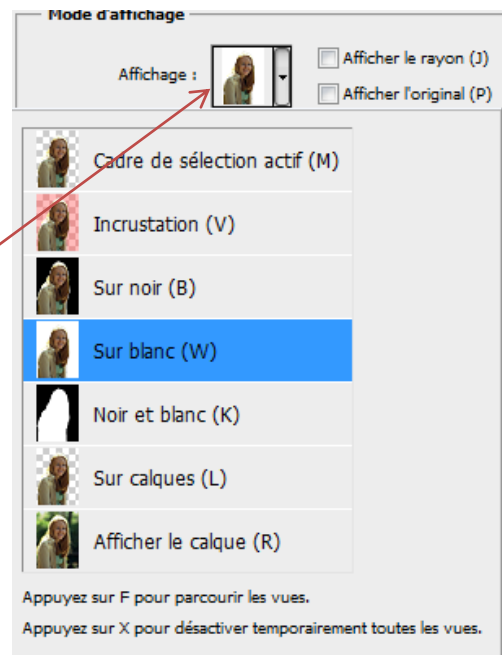 Mode d'affichage
Affichage :
Afficher le rayon (J)
Afficher l'original (P)
Cadre de sélection actif (M)
Incrustation (V)
Sur noir (B)
Sur blanc (W)
Noir et blanc (K)
Sur calques (L)
Afficher le calque (R)
Appuyez sur F pour parcourir les vues.
Appuyez sur X pour désactiver temporairement toutes les vues.